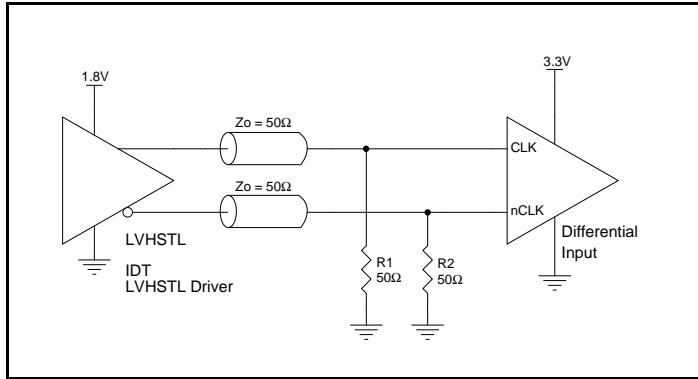 1.8V
3.3V
Zo = 50Ω
CLK
Zo = 50Ω
nCLK
LVHSTL
IDT
LVHSTL Driver
R1
50Ω
R2
50Ω
Differential
Input